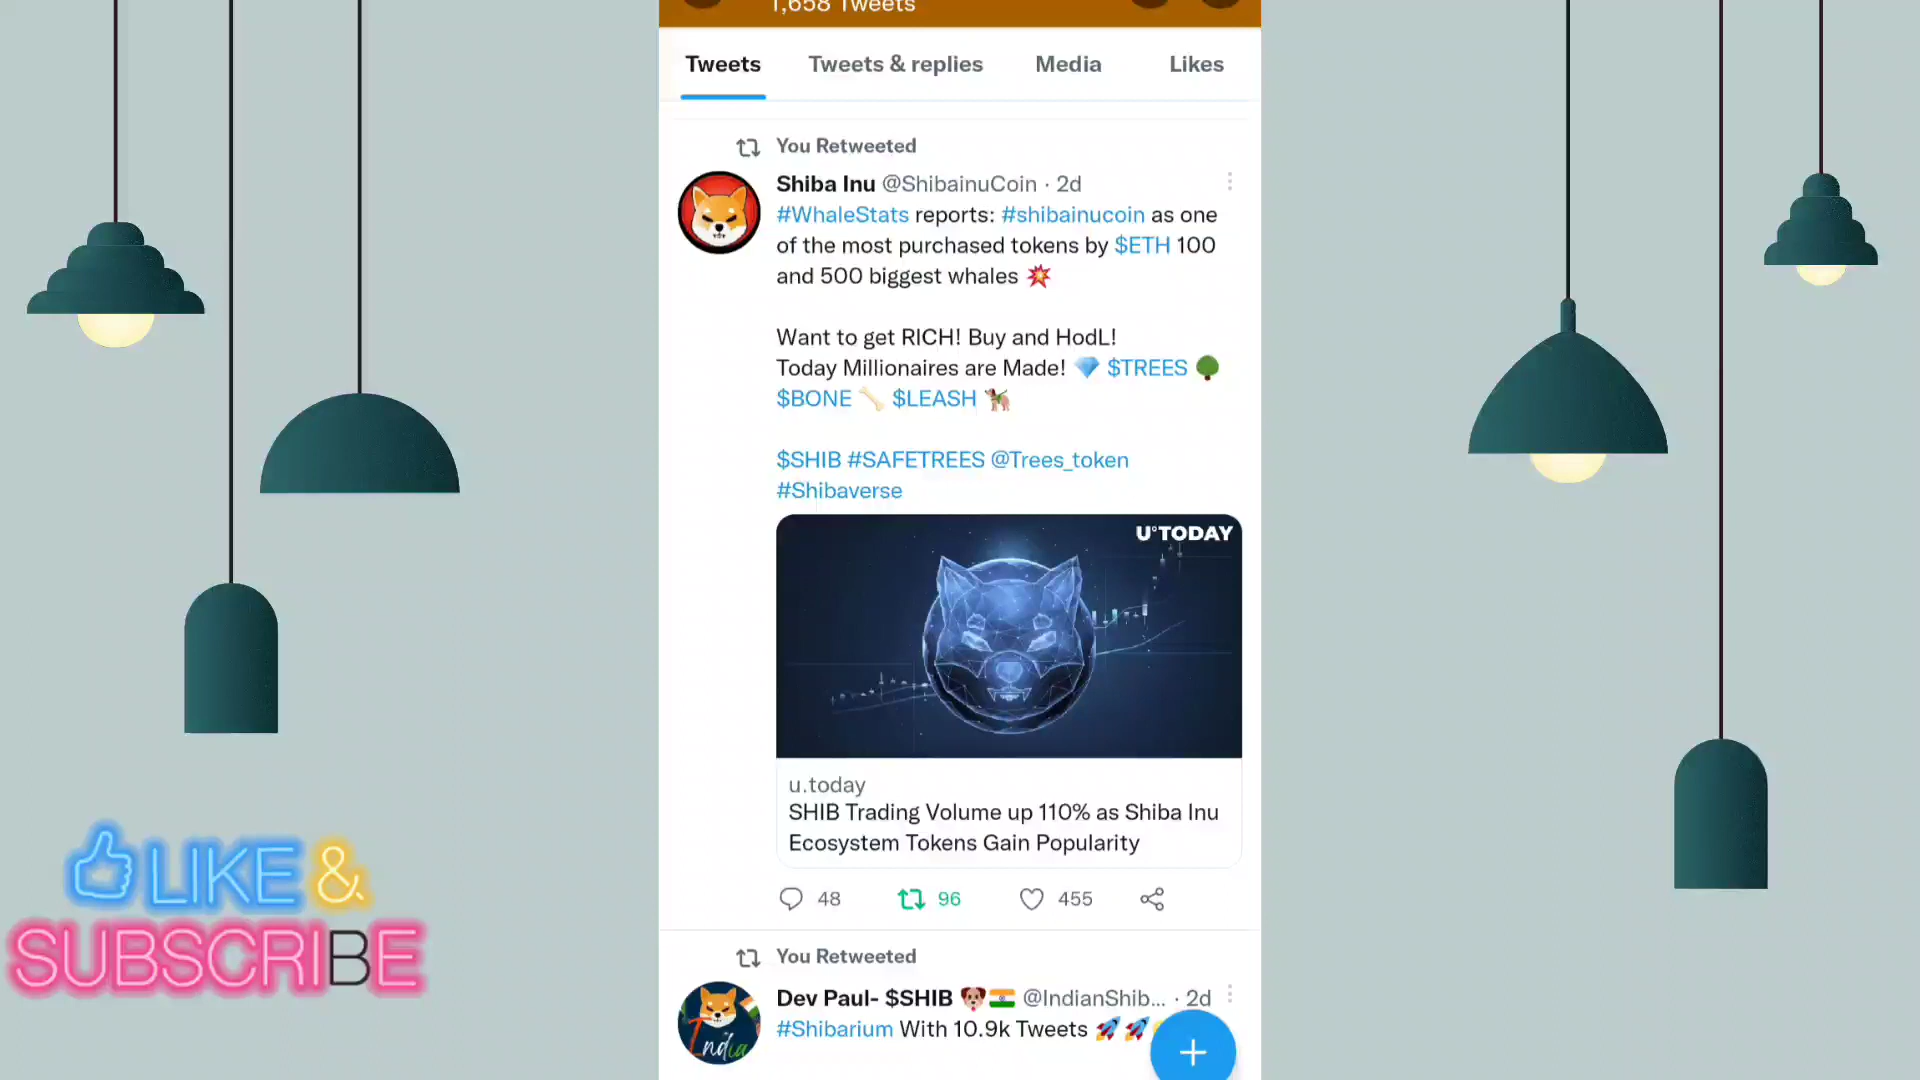 1,658 Tweets
Tweets Tweets & replies Media Likes
You Retweeted
Shiba Inu @ShibainuCoin · 2d
#WhaleStats reports: #shibainucoin as one
of the most purchased tokens by $ETH 100
and 500 biggest whales 💥
Want to get RICH! Buy and HodL!
Today Millionaires are Made! 💎 $TREES 🌳
$BONE 🦴 $LEASH 🐕‍🦺
$SHIB #SAFETREES @Trees_token
#Shibaverse
U°TODAY
u.today
SHIB Trading Volume up 110% as Shiba Inu
Ecosystem Tokens Gain Popularity
48 96 455
You Retweeted
Dev Paul- $SHIB 🐶🇮🇳 @IndianShib... · 2d
#Shibarium With 10.9k Tweets 🚀🚀
India
LIKE &
SUBSCRIBE